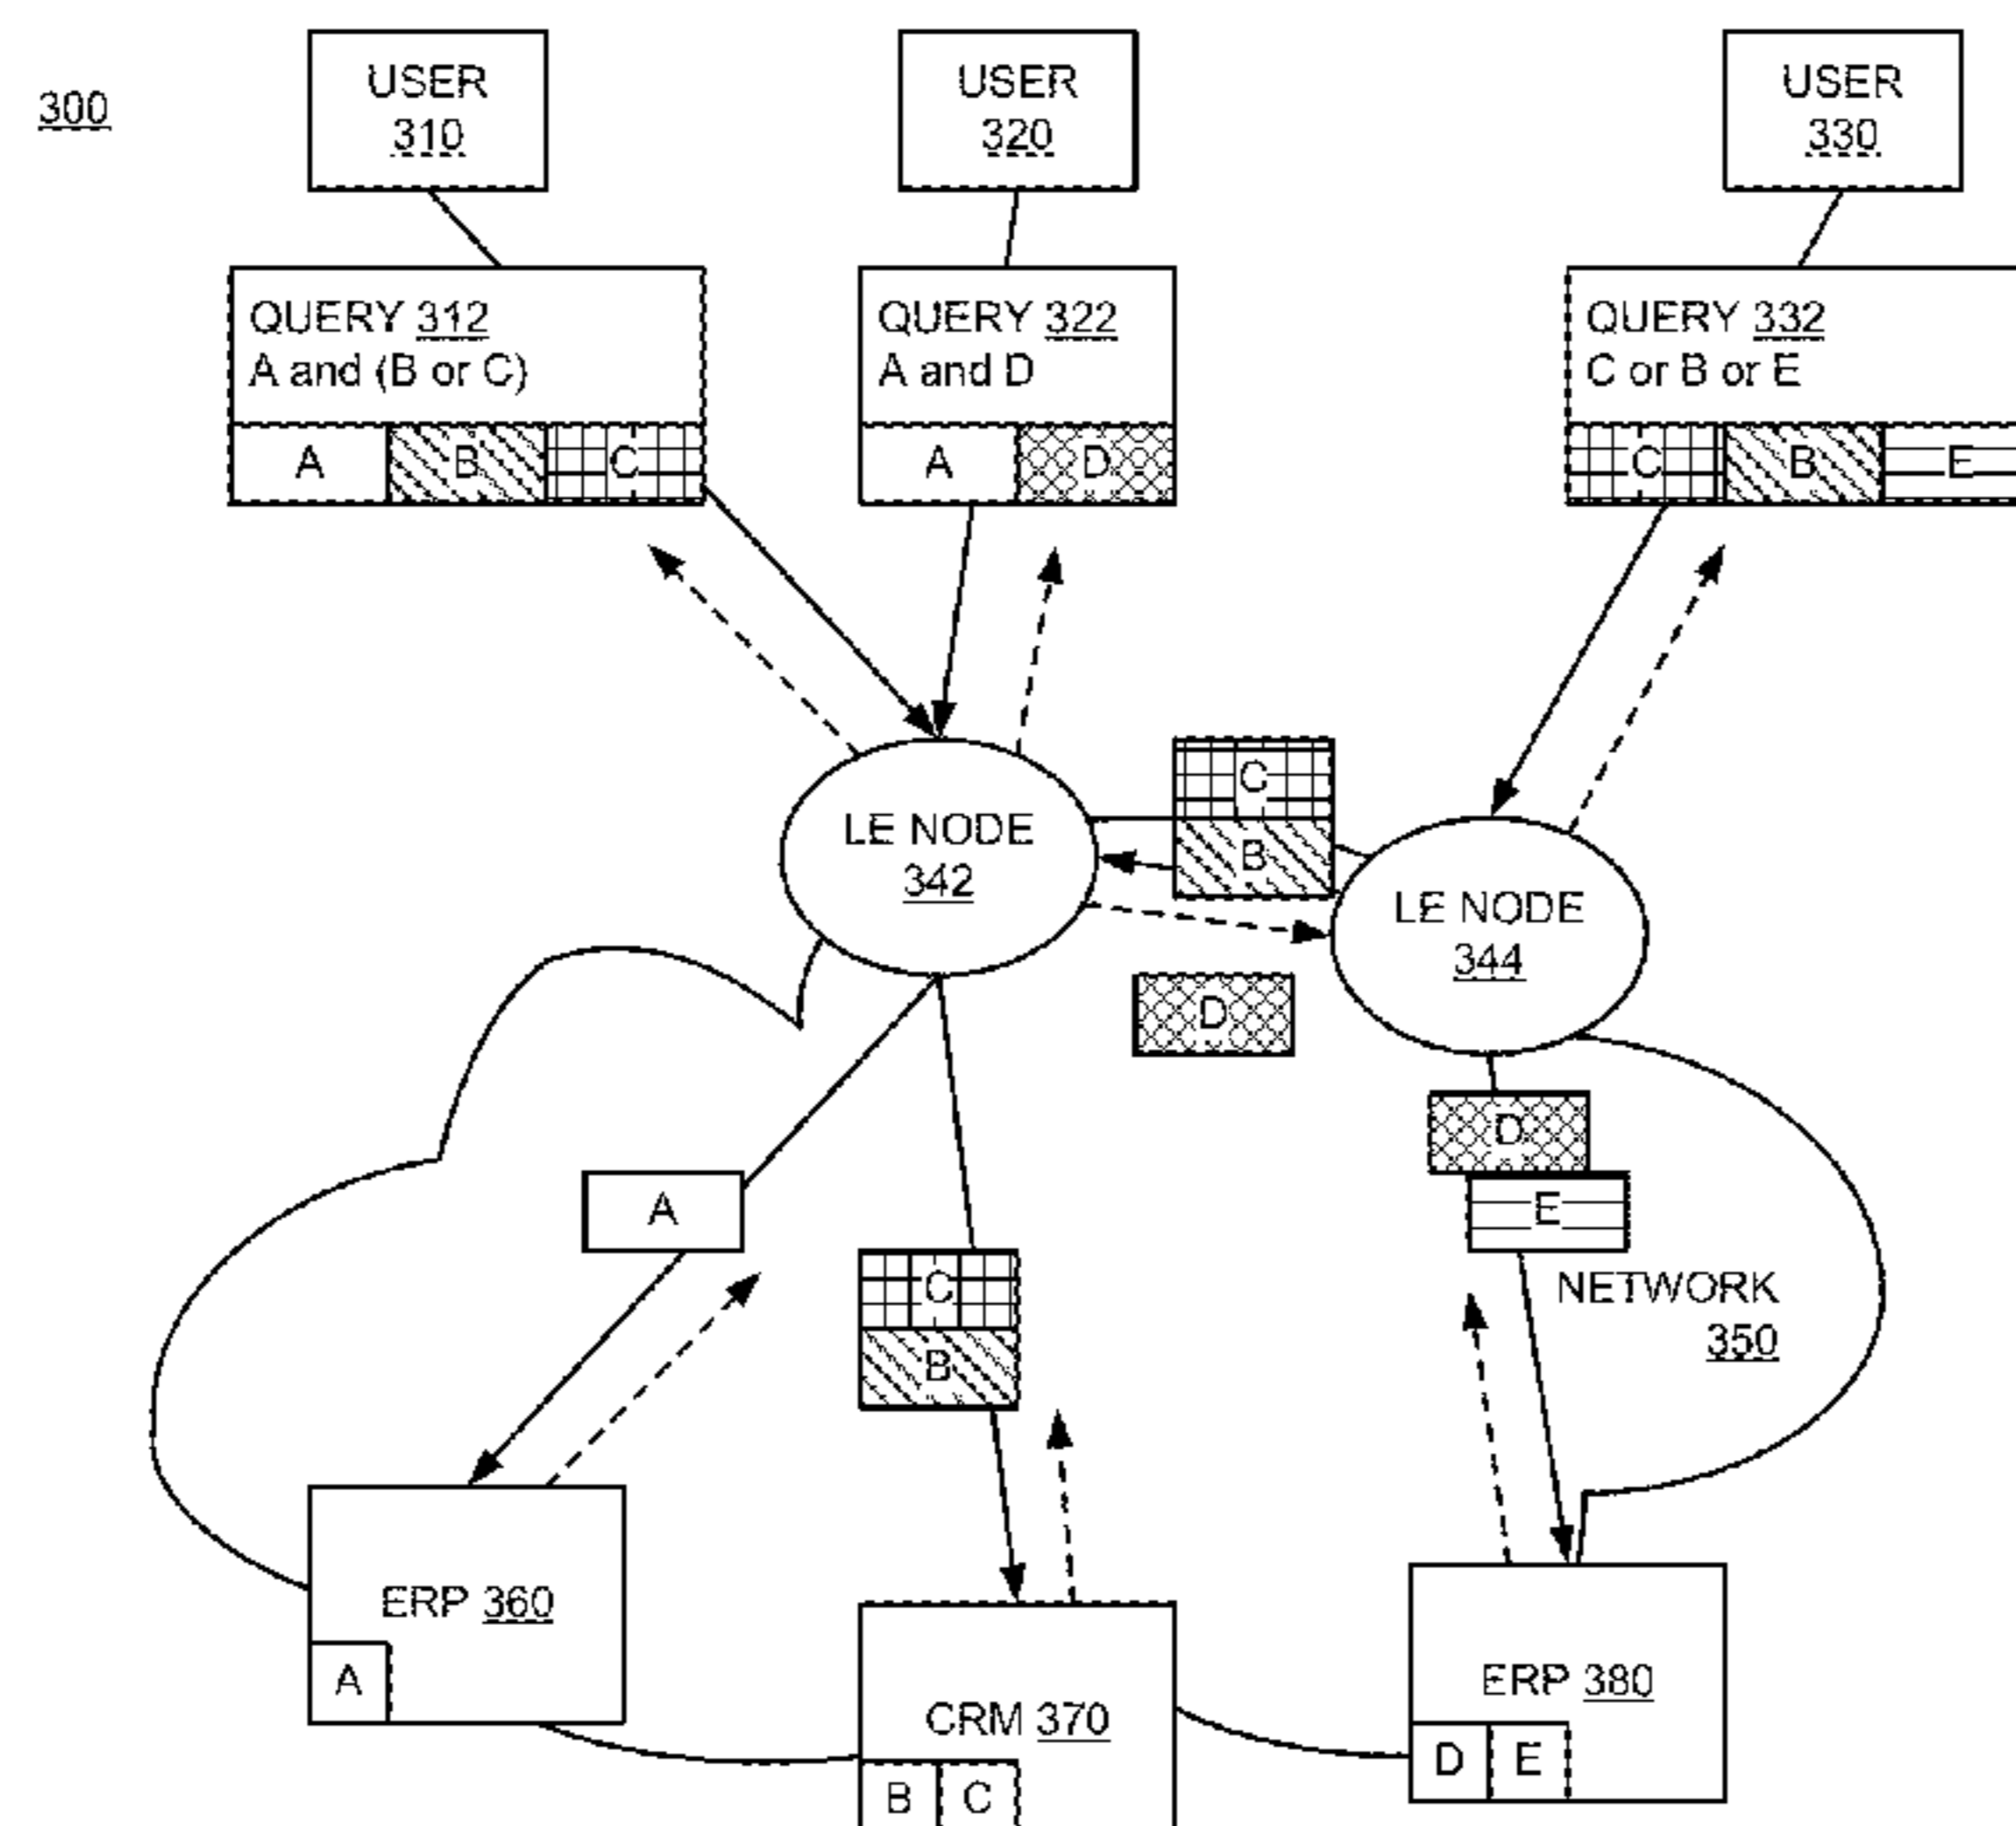 300
USER
310
USER
320
USER
330
QUERY 312
A and (B or C)
A B C
QUERY 322
A and D
A D
QUERY 332
C or B or E
C B E
LE NODE
342
C
B
LE NODE
344
D
D
E
A
C
B
NETWORK
350
ERP 360
A
CRM 370
B C
ERP 380
D E